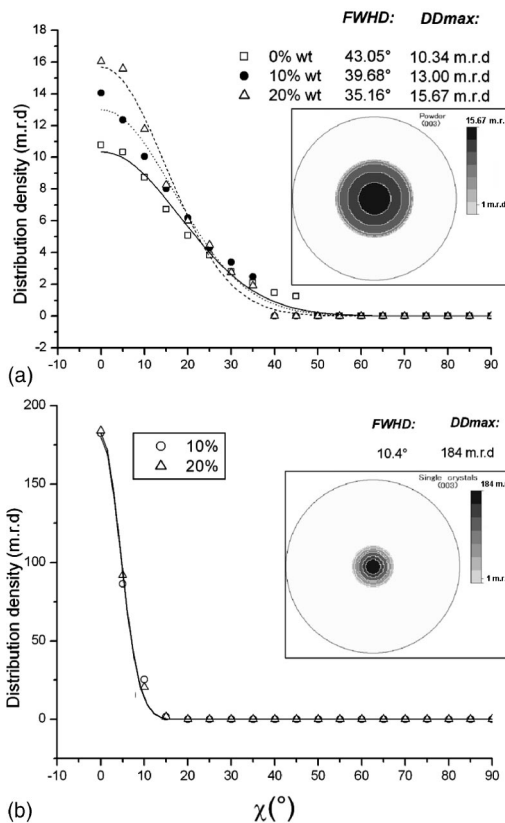 FWHD: DDmax:
□ 0% wt 43.05° 10.34 m.r.d
● 10% wt 39.68° 13.00 m.r.d
△ 20% wt 35.16° 15.67 m.r.d
Powder
(003)
15.67 m.r.d
1 m.r.d
Distribution density (m.r.d)
18
16
14
12
10
8
6
4
2
0
-2
-10 0 10 20 30 40 50 60 70 80 90
(a)
FWHD: DDmax:
10.4° 184 m.r.d
○ 10%
△ 20%
Single crystals
(003)
184 m.r.d
1 m.r.d
Distribution density (m.r.d)
200
150
100
50
0
-10 0 10 20 30 40 50 60 70 80 90
(b)
χ(°)